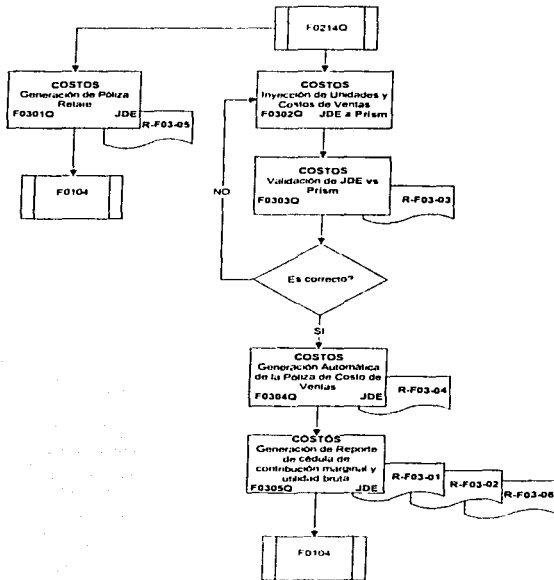 F0214Q
COSTOS
Generación de Póliza
Retaie
F0301Q JDE
R-F03-05
F0104
COSTOS
Inyección de Unidades y
Costos de Ventas
F0302Q JDE a Prism
NO
COSTOS
Validación de JDE vs
Prism
F0303Q
R-F03-03
Es correcto?
SI
COSTOS
Generación Automática
de la Póliza de Costo de
Ventas
F0304Q JDE
R-F03-04
COSTOS
Generación de Reporte
de cédula de
contribución marginal y
utilidad bruta
F0305Q JDE
R-F03-01
R-F03-02
R-F03-06
F0104